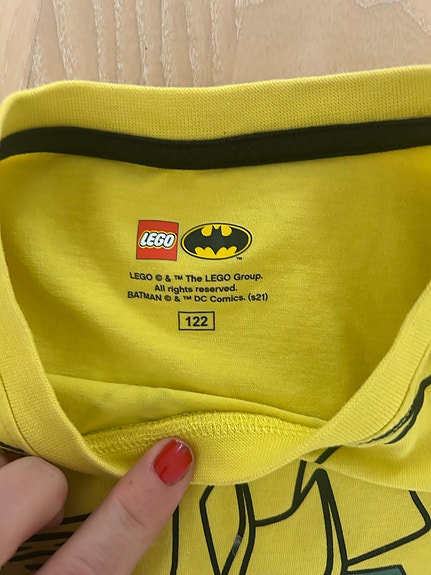 LEGO
LEGO © & ™ The LEGO Group.
All rights reserved.
BATMAN © & ™ DC Comics. (s21)
122